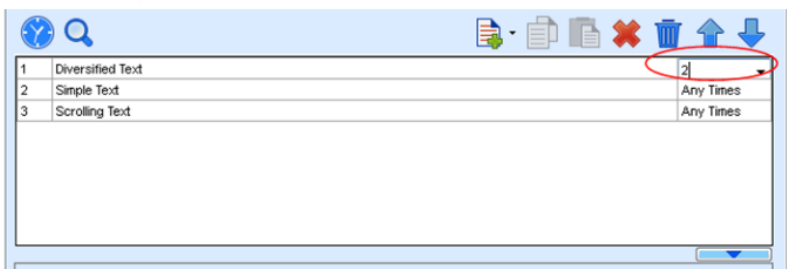 1 Diversified Text 2
2 Simple Text Any Times
3 Scrolling Text Any Times